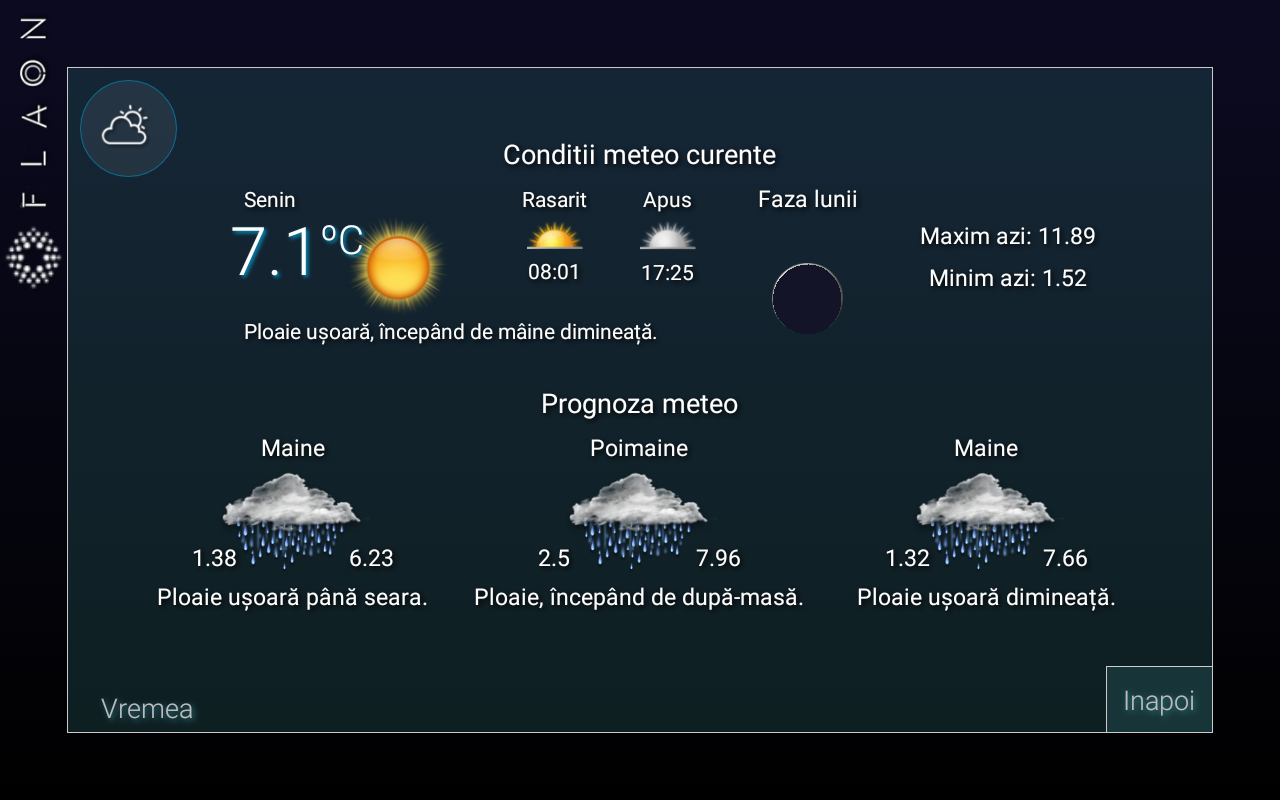 FLAON
Conditii meteo curente
Senin
7.1ºC
Rasarit
08:01
Apus
17:25
Faza lunii
Maxim azi: 11.89
Minim azi: 1.52
Ploaie ușoară, începând de mâine dimineață.
Prognoza meteo
Maine
1.38 6.23
Ploaie ușoară până seara.
Poimaine
2.5 7.96
Ploaie, începând de după-masă.
Maine
1.32 7.66
Ploaie ușoară dimineață.
Vremea
Inapoi